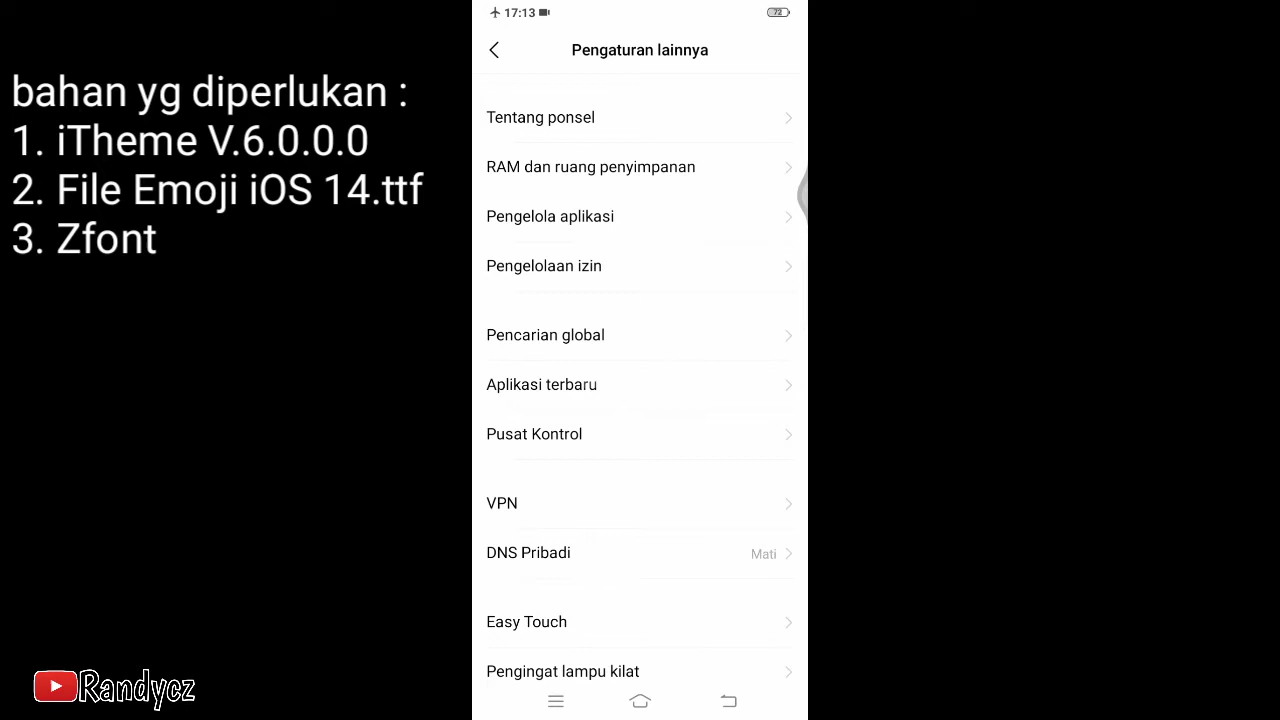 bahan yg diperlukan :
1. iTheme V.6.0.0.0
2. File Emoji iOS 14.ttf
3. Zfont
17:13
72
Pengaturan lainnya
Tentang ponsel
RAM dan ruang penyimpanan
Pengelola aplikasi
Pengelolaan izin
Pencarian global
Aplikasi terbaru
Pusat Kontrol
VPN
DNS Pribadi Mati
Easy Touch
Pengingat lampu kilat
Randycz